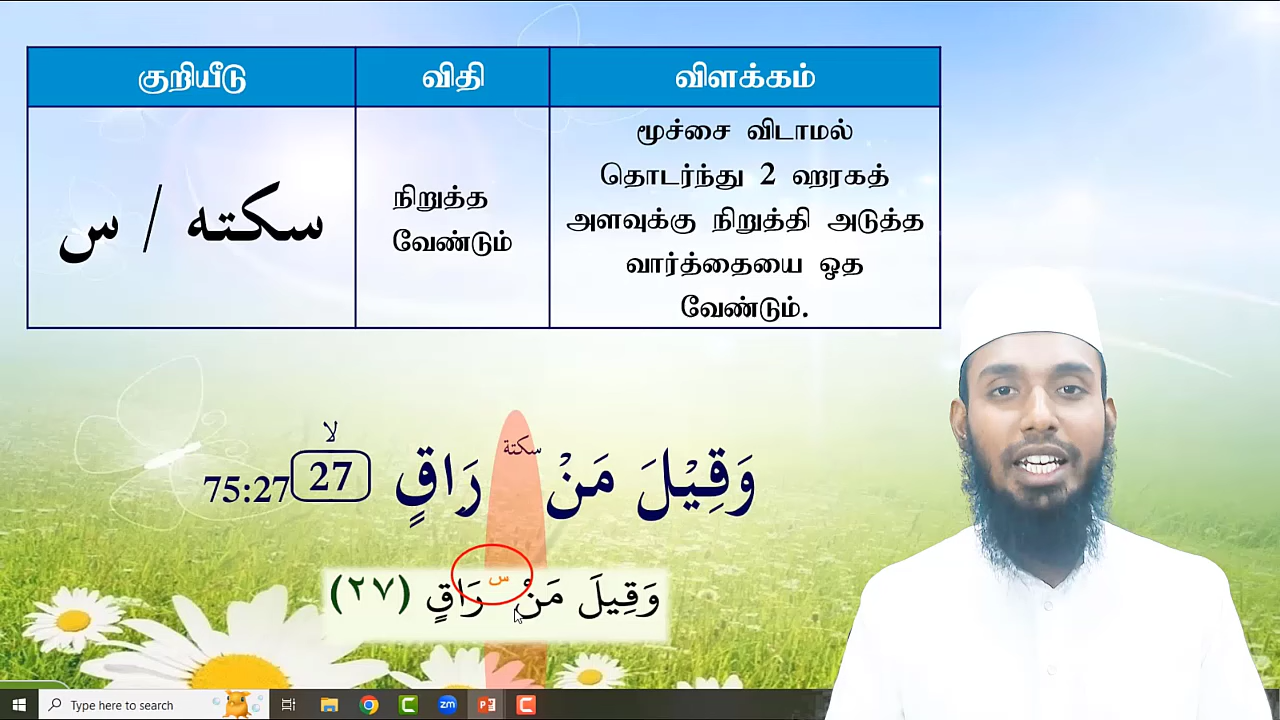 குறியீடு விதி விளக்கம்
سكته / س
நிறுத்த
வேண்டும்
மூச்சை விடாமல்
தொடர்ந்து 2 ஹரகத்
அளவுக்கு நிறுத்தி அடுத்த
வார்த்தையை ஓத
வேண்டும்.
وَقِيْلَ مَنْ سكتة رَاقٍ لا 27 75:27
وَقِيلَ مَنْ س رَاقٍ (٢٧)
Type here to search
zm